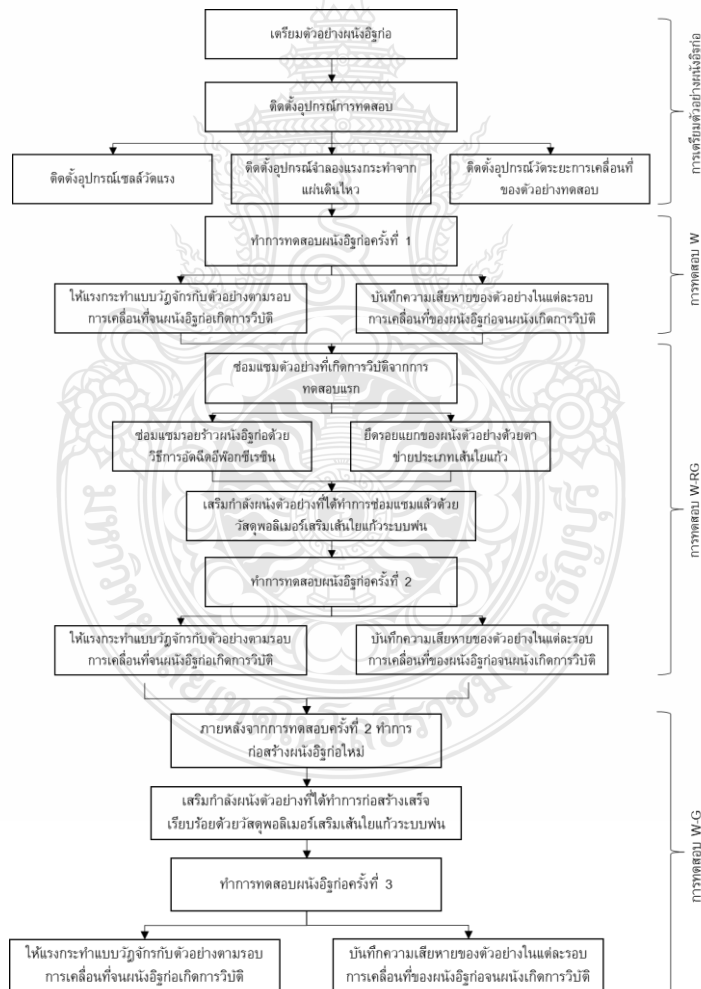 เตรียมตัวอย่างผนังอิฐก่อ
ติดตั้งอุปกรณ์การทดสอบ
ติดตั้งอุปกรณ์เซลล์วัดแรง
ติดตั้งอุปกรณ์จำลองแรงกระทำจาก
แผ่นดินไหว
ติดตั้งอุปกรณ์วัดระยะการเคลื่อนที่
ของตัวอย่างทดสอบ
การเตรียมตัวอย่างผนังอิฐก่อ
ทำการทดสอบผนังอิฐก่อครั้งที่ 1
ให้แรงกระทำแบบวัฏจักรกับตัวอย่างตามรอบ
การเคลื่อนที่จนผนังอิฐก่อเกิดการวิบัติ
บันทึกความเสียหายของตัวอย่างในแต่ละรอบ
การเคลื่อนที่ของผนังอิฐก่อจนผนังเกิดการวิบัติ
การทดสอบ W
ซ่อมแซมตัวอย่างที่เกิดการวิบัติจากการ
ทดสอบแรก
ซ่อมแซมรอยร้าวผนังอิฐก่อด้วย
วิธีการอัดฉีดอีพ๊อกซีเรซิน
ยึดรอยแยกของผนังตัวอย่างด้วยตา
ข่ายประเภทเส้นใยแก้ว
เสริมกำลังผนังตัวอย่างที่ได้ทำการซ่อมแซมแล้วด้วย
วัสดุพอลิเมอร์เสริมเส้นใยแก้วระบบพ่น
ทำการทดสอบผนังอิฐก่อครั้งที่ 2
ให้แรงกระทำแบบวัฏจักรกับตัวอย่างตามรอบ
การเคลื่อนที่จนผนังอิฐก่อเกิดการวิบัติ
บันทึกความเสียหายของตัวอย่างในแต่ละรอบ
การเคลื่อนที่ของผนังอิฐก่อจนผนังเกิดการวิบัติ
การทดสอบ W-RG
ภายหลังจากการทดสอบครั้งที่ 2 ทำการ
ก่อสร้างผนังอิฐก่อใหม่
เสริมกำลังผนังตัวอย่างที่ได้ทำการก่อสร้างเสร็จ
เรียบร้อยด้วยวัสดุพอลิเมอร์เสริมเส้นใยแก้วระบบพ่น
ทำการทดสอบผนังอิฐก่อครั้งที่ 3
ให้แรงกระทำแบบวัฏจักรกับตัวอย่างตามรอบ
การเคลื่อนที่จนผนังอิฐก่อเกิดการวิบัติ
บันทึกความเสียหายของตัวอย่างในแต่ละรอบ
การเคลื่อนที่ของผนังอิฐก่อจนผนังเกิดการวิบัติ
การทดสอบ W-G
มหาวิทยาลัยเทคโนโลยีราชมงคลธัญบุรี